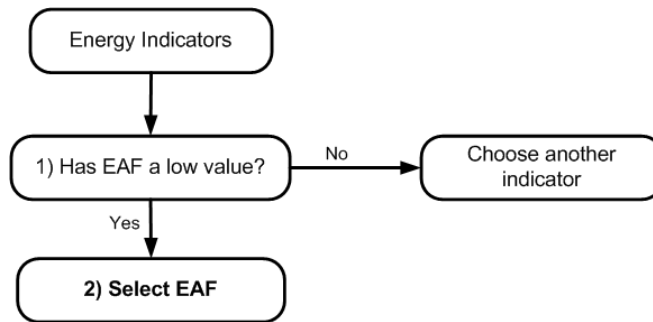 Energy Indicators
1) Has EAF a low value?
No
Choose another
indicator
Yes
2) Select EAF